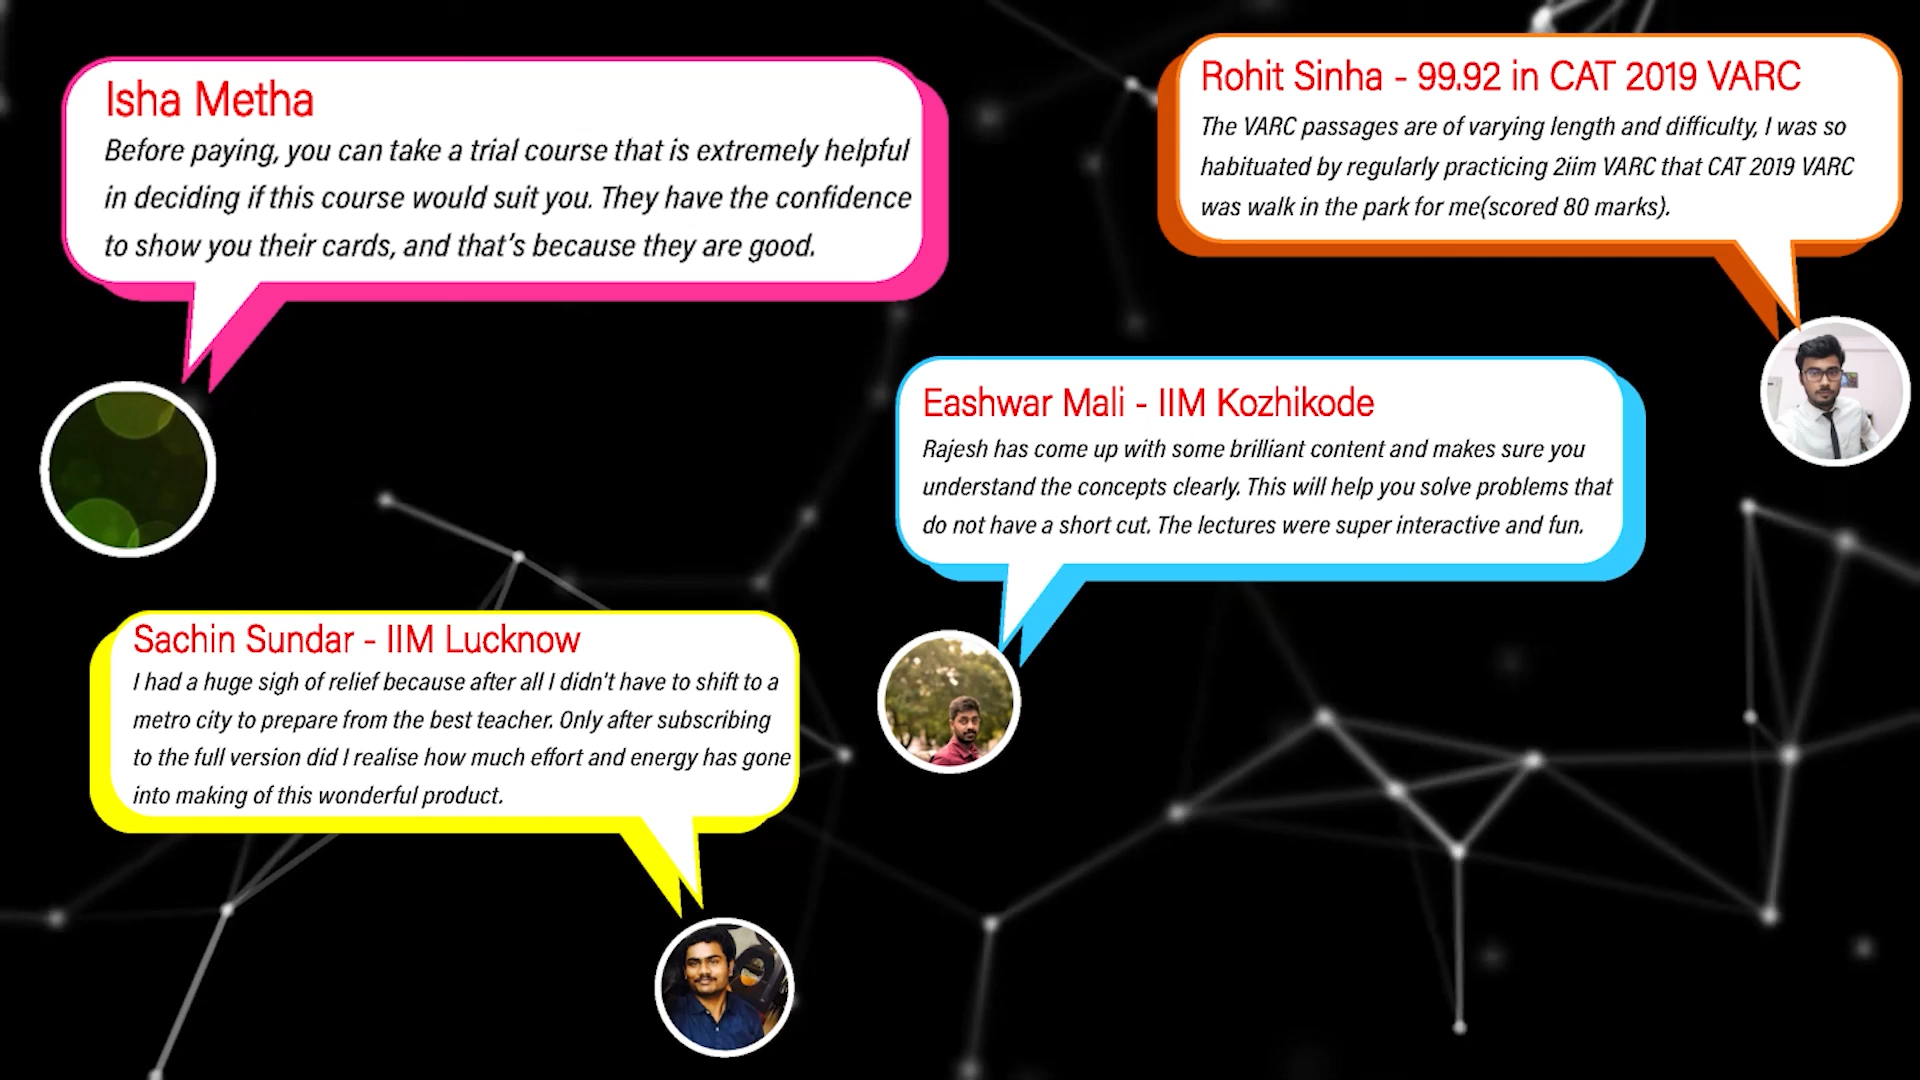 Isha Metha
Before paying, you can take a trial course that is extremely helpful
in deciding if this course would suit you. They have the confidence
to show you their cards, and that's because they are good.
Rohit Sinha - 99.92 in CAT 2019 VARC
The VARC passages are of varying length and difficulty, I was so
habituated by regularly practicing 2iim VARC that CAT 2019 VARC
was walk in the park for me(scored 80 marks).
Eashwar Mali - IIM Kozhikode
Rajesh has come up with some brilliant content and makes sure you
understand the concepts clearly. This will help you solve problems that
do not have a short cut. The lectures were super interactive and fun.
Sachin Sundar - IIM Lucknow
I had a huge sigh of relief because after all I didn't have to shift to a
metro city to prepare from the best teacher. Only after subscribing
to the full version did I realise how much effort and energy has gone
into making of this wonderful product.